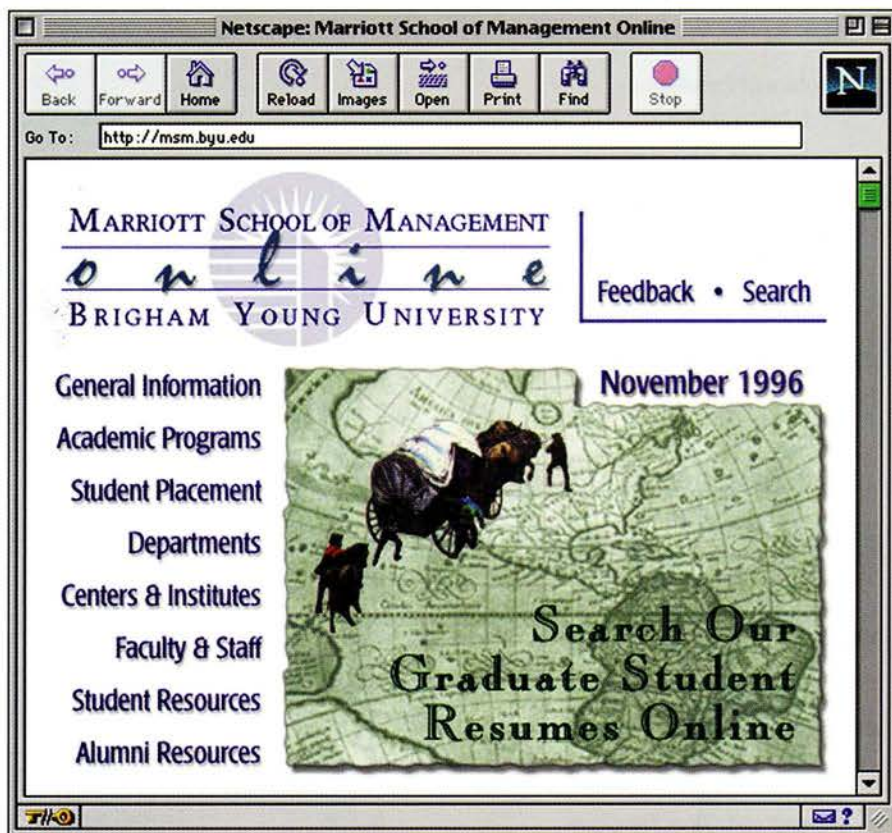 Netscape: Marriott School of Management Online
Back Forward Home Reload Images Open Print Find Stop
N
Go To: http://msm.byu.edu
MARRIOTT SCHOOL OF MANAGEMENT
online
BRIGHAM YOUNG UNIVERSITY
Feedback • Search
November 1996
General Information
Academic Programs
Student Placement
Departments
Centers & Institutes
Faculty & Staff
Student Resources
Alumni Resources
Search Our
Graduate Student
Resumes Online
?